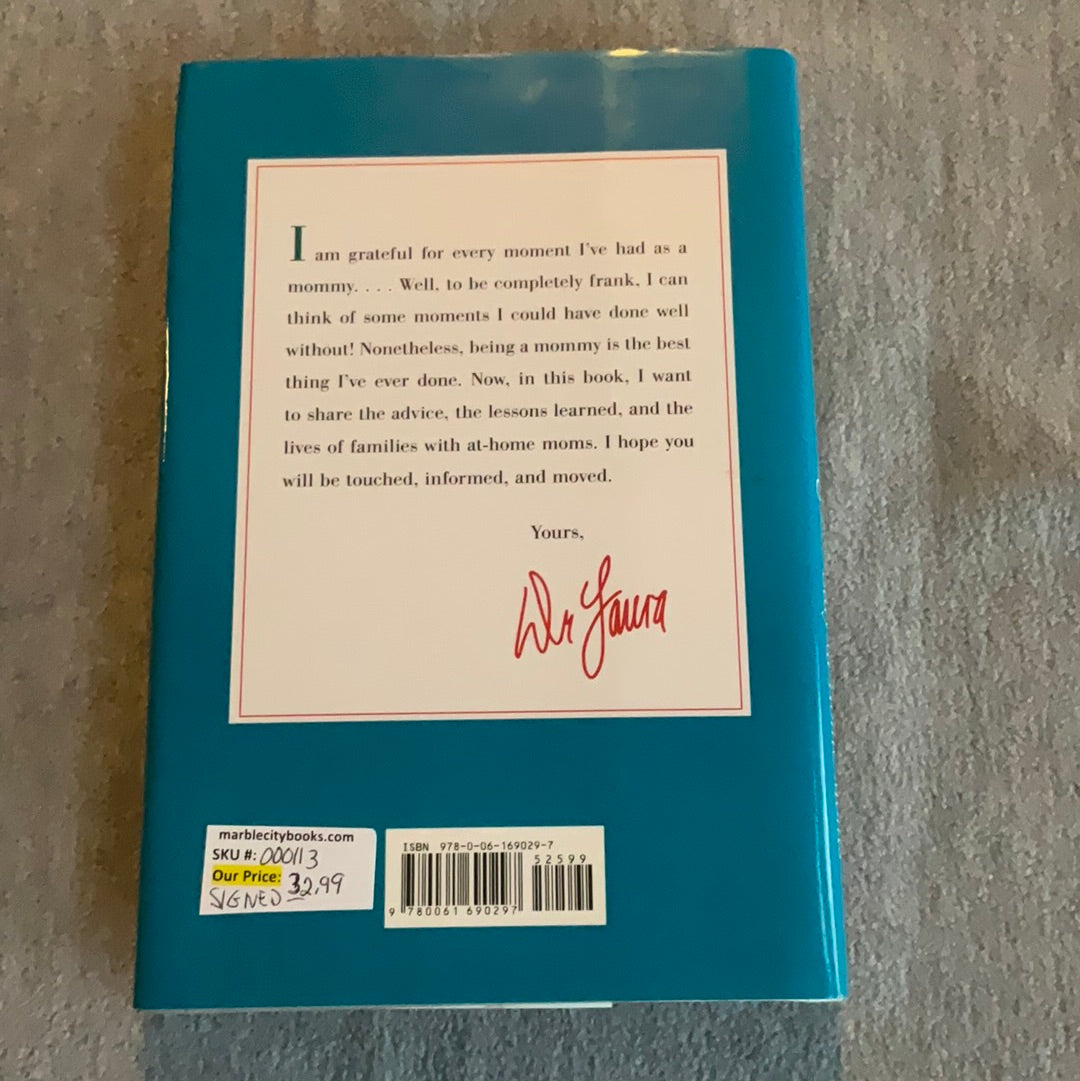 I am grateful for every moment I've had as a
mommy. . . . Well, to be completely frank, I can
think of some moments I could have done well
without! Nonetheless, being a mommy is the best
thing I've ever done. Now, in this book, I want
to share the advice, the lessons learned, and the
lives of families with at-home moms. I hope you
will be touched, informed, and moved.
Yours,
Dr Laura
marblecitybooks.com
SKU #: 000113
Our Price: 32.99
SIGNED
ISBN 978-0-06-169029-7
52599
9 780061 690297